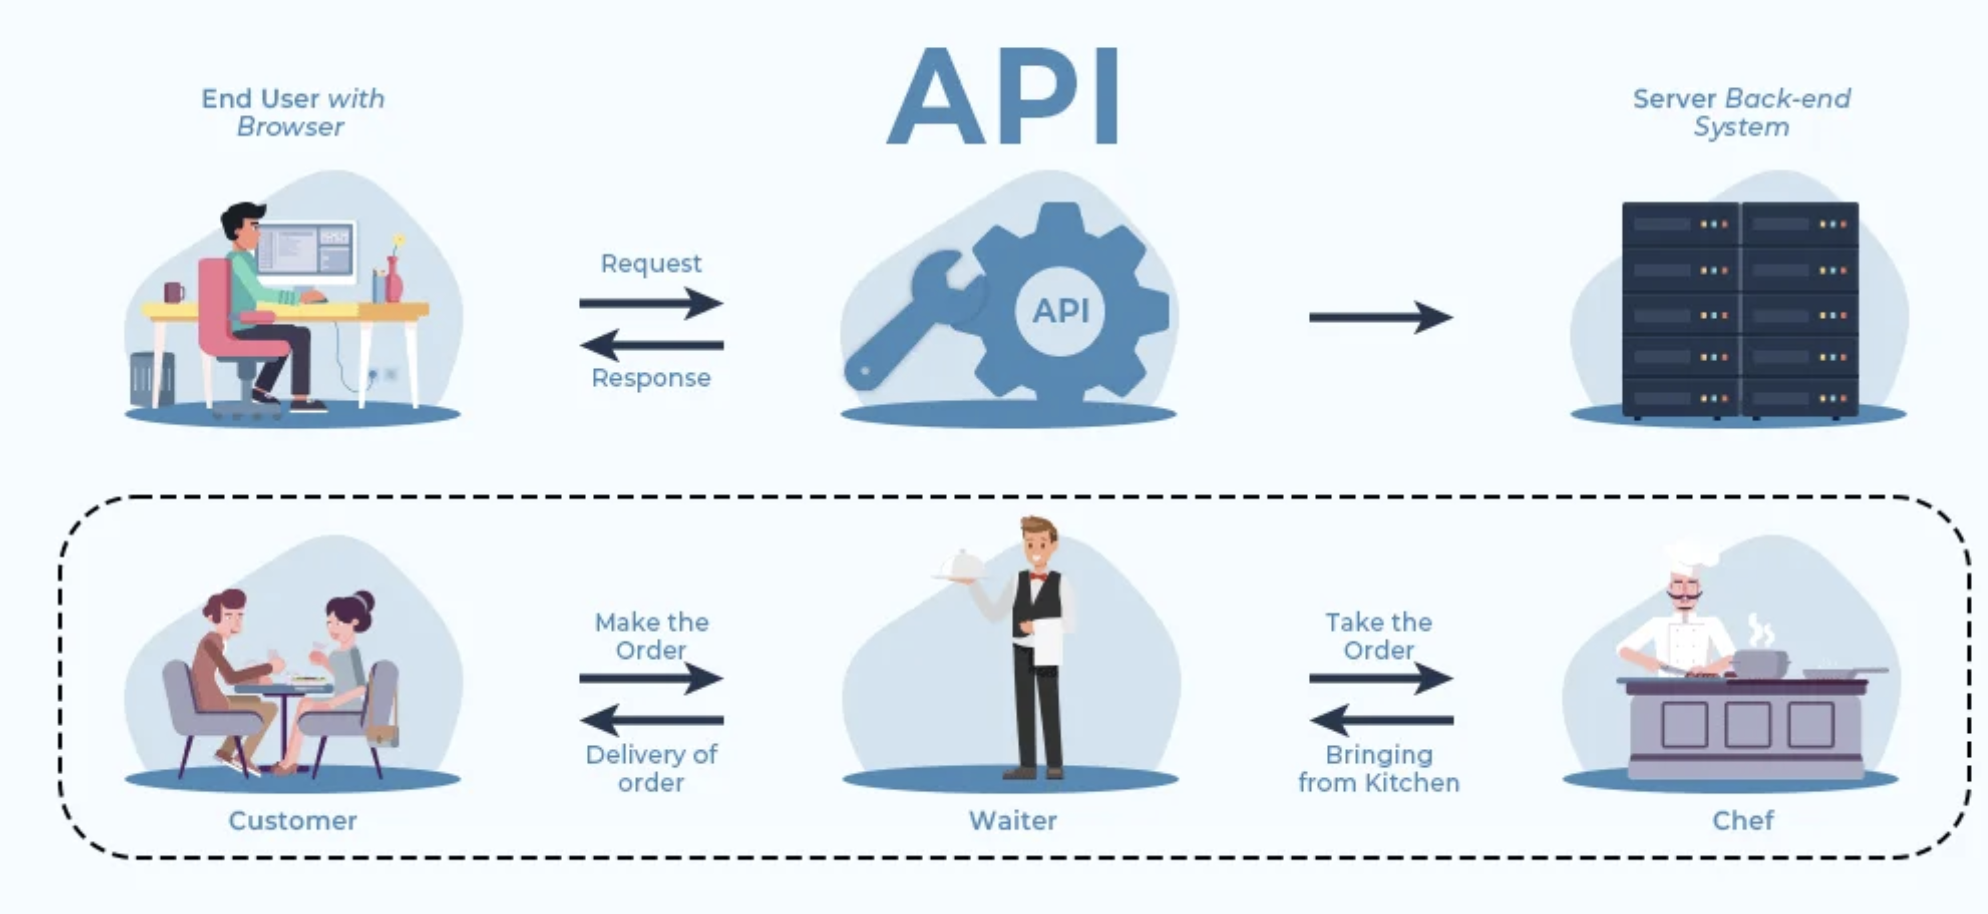 API
End User with
Browser
Server Back-end
System
Request
API
Response
Make the
Order
Take the
Order
Delivery of
order
Bringing
from Kitchen
Customer
Waiter
Chef